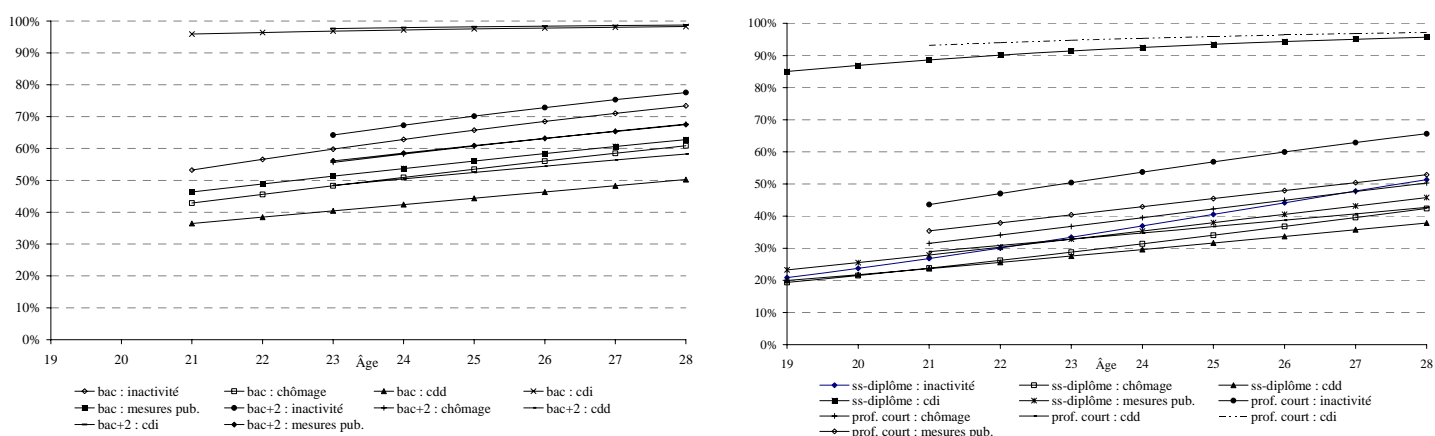 100%
90%
80%
70%
60%
50%
40%
30%
20%
10%
0%
19 20 21 22 23 24 25 26 27 28
Âge
bac : inactivité bac : chômage bac : cdd bac : cdi
bac : mesures pub. bac+2 : inactivité bac+2 : chômage bac+2 : cdd
bac+2 : cdi bac+2 : mesures pub.
100%
90%
80%
70%
60%
50%
40%
30%
20%
10%
0%
19 20 21 22 23 24 25 26 27 28
Âge
ss-diplôme : inactivité ss-diplôme : chômage ss-diplôme : cdd
ss-diplôme : cdi ss-diplôme : mesures pub. prof. court : inactivité
prof. court : chômage prof. court : cdd prof. court : cdi
prof. court : mesures pub.